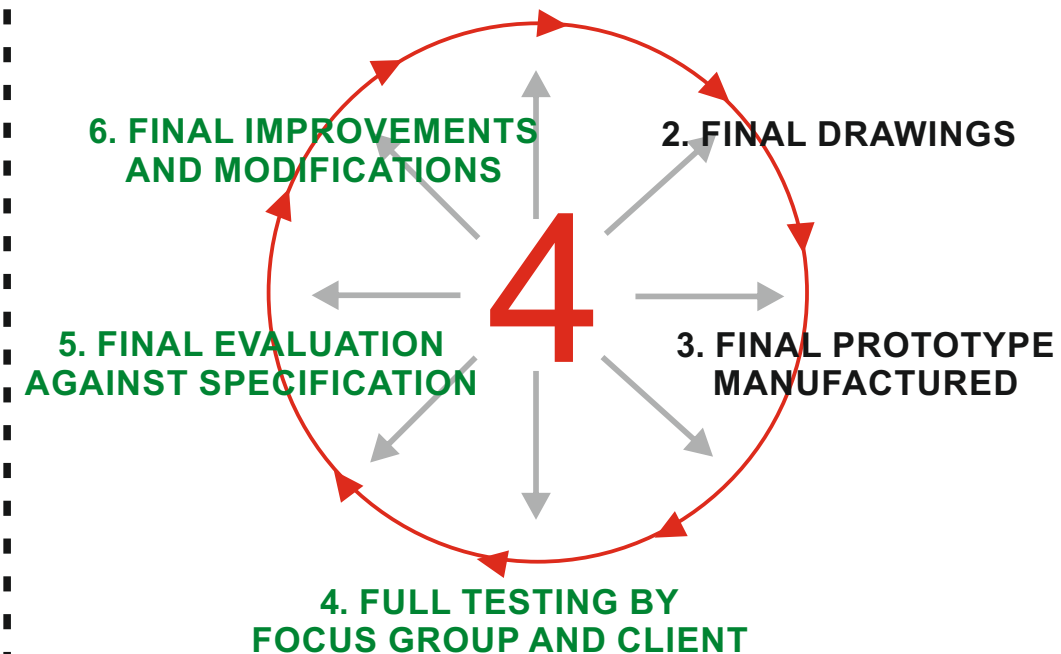 6. FINAL IMPROVEMENTS
AND MODIFICATIONS
2. FINAL DRAWINGS
4
5. FINAL EVALUATION
AGAINST SPECIFICATION
3. FINAL PROTOTYPE
MANUFACTURED
4. FULL TESTING BY
FOCUS GROUP AND CLIENT